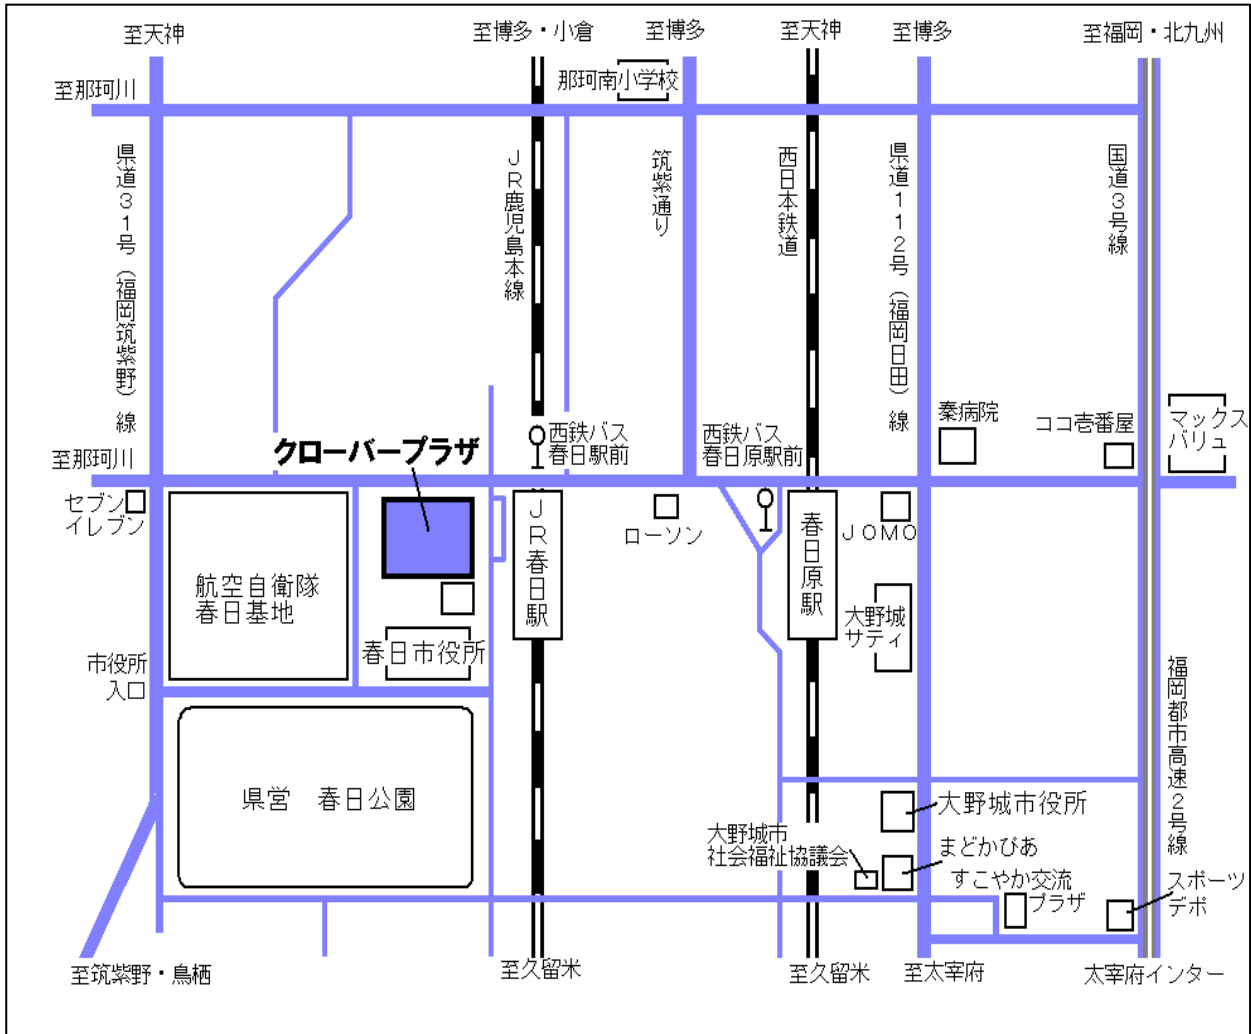 至天神
至博多・小倉
至博多
至天神
至博多
至福岡・北九州
那珂南小学校
至那珂川
県道31号(福岡筑紫野)線
JR鹿児島本線
筑紫通り
西日本鉄道
県道112号(福岡日田)線
国道3号線
秦病院
ココ壱番屋
マックス
バリュ
西鉄バス
春日駅前
西鉄バス
春日原駅前
クローバープラザ
至那珂川
セブン
イレブン
JR春日駅
ローソン
春日原駅
JOMO
航空自衛隊
春日基地
大野城
サティ
春日市役所
市役所
入口
福岡都市高速2号線
県営 春日公園
大野城市役所
大野城市
社会福祉協議会
まどかぴあ
すこやか交流
プラザ
スポーツ
デポ
至筑紫野・鳥栖
至久留米
至久留米
至太宰府
太宰府インター